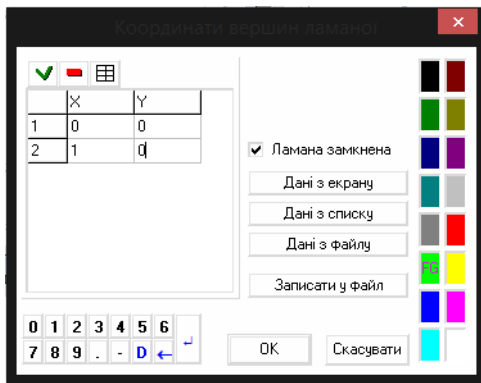 Координати вершин ламаної
X Y
1 0 0
2 1 0
Ламана замкнена
Дані з екрану
Дані з списку
Дані з файлу
FG
Записати у файл
0 1 2 3 4 5 6
7 8 9 . - D ←
OK Скасувати